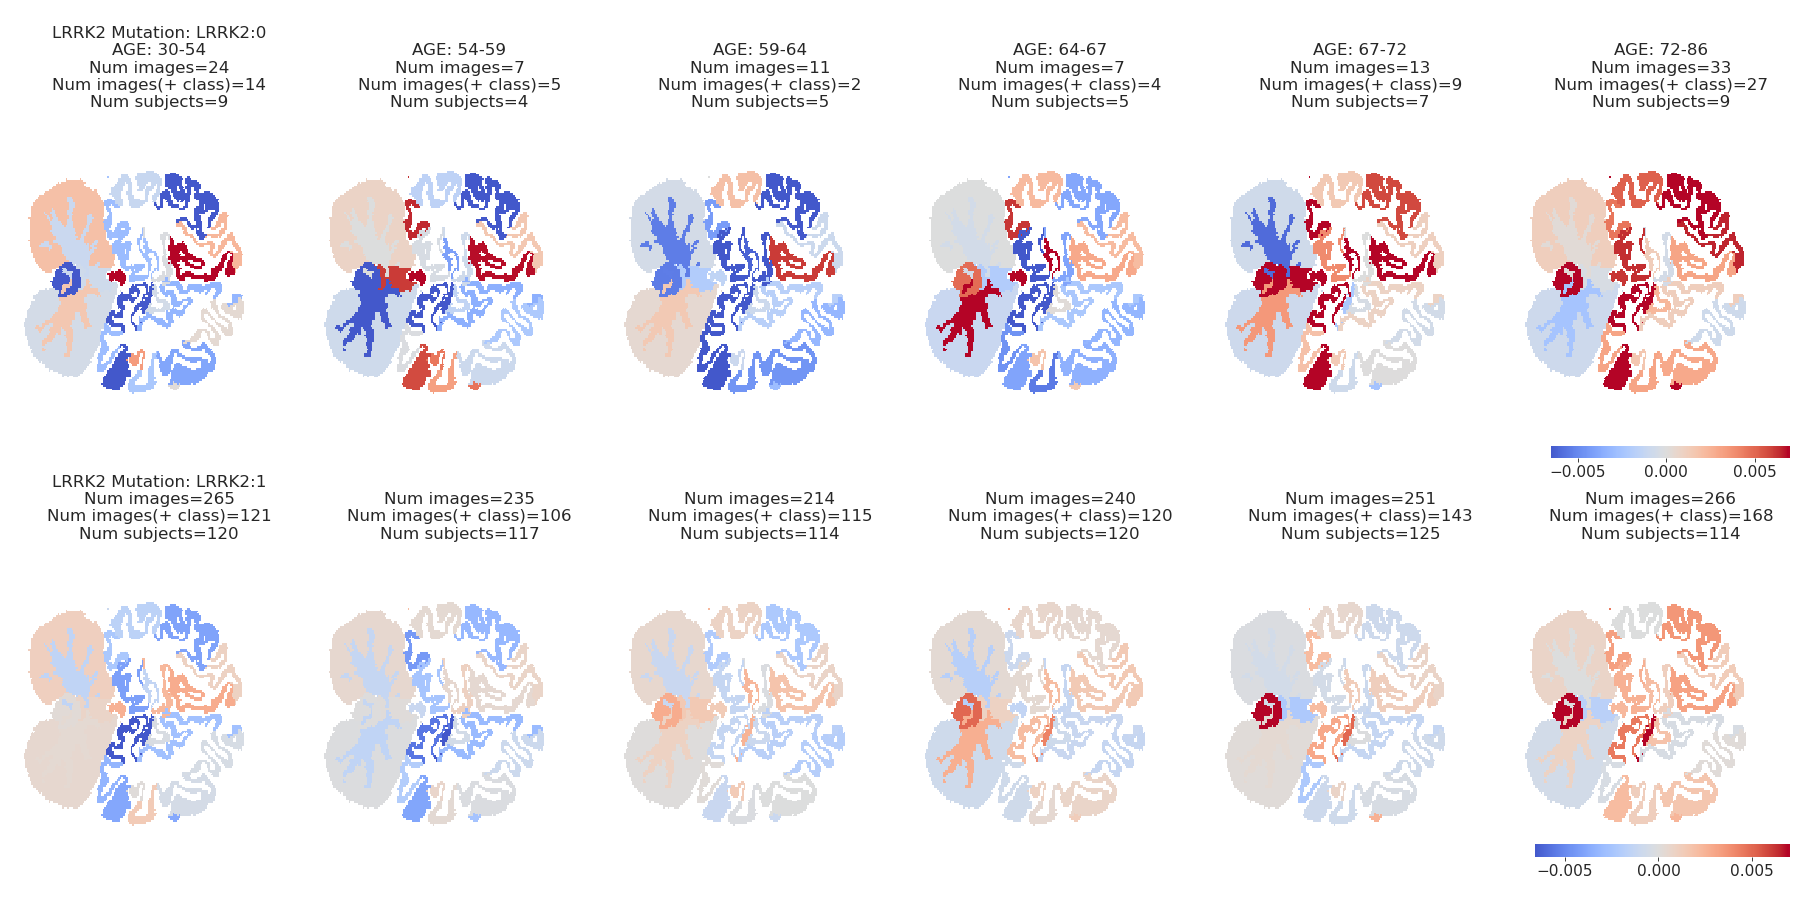 LRRK2 Mutation: LRRK2:0
AGE: 30-54
Num images=24
Num images(+ class)=14
Num subjects=9
AGE: 54-59
Num images=7
Num images(+ class)=5
Num subjects=4
AGE: 59-64
Num images=11
Num images(+ class)=2
Num subjects=5
AGE: 64-67
Num images=7
Num images(+ class)=4
Num subjects=5
AGE: 67-72
Num images=13
Num images(+ class)=9
Num subjects=7
AGE: 72-86
Num images=33
Num images(+ class)=27
Num subjects=9
−0.005 0.000 0.005
LRRK2 Mutation: LRRK2:1
Num images=265
Num images(+ class)=121
Num subjects=120
Num images=235
Num images(+ class)=106
Num subjects=117
Num images=214
Num images(+ class)=115
Num subjects=114
Num images=240
Num images(+ class)=120
Num subjects=120
Num images=251
Num images(+ class)=143
Num subjects=125
Num images=266
Num images(+ class)=168
Num subjects=114
−0.005 0.000 0.005